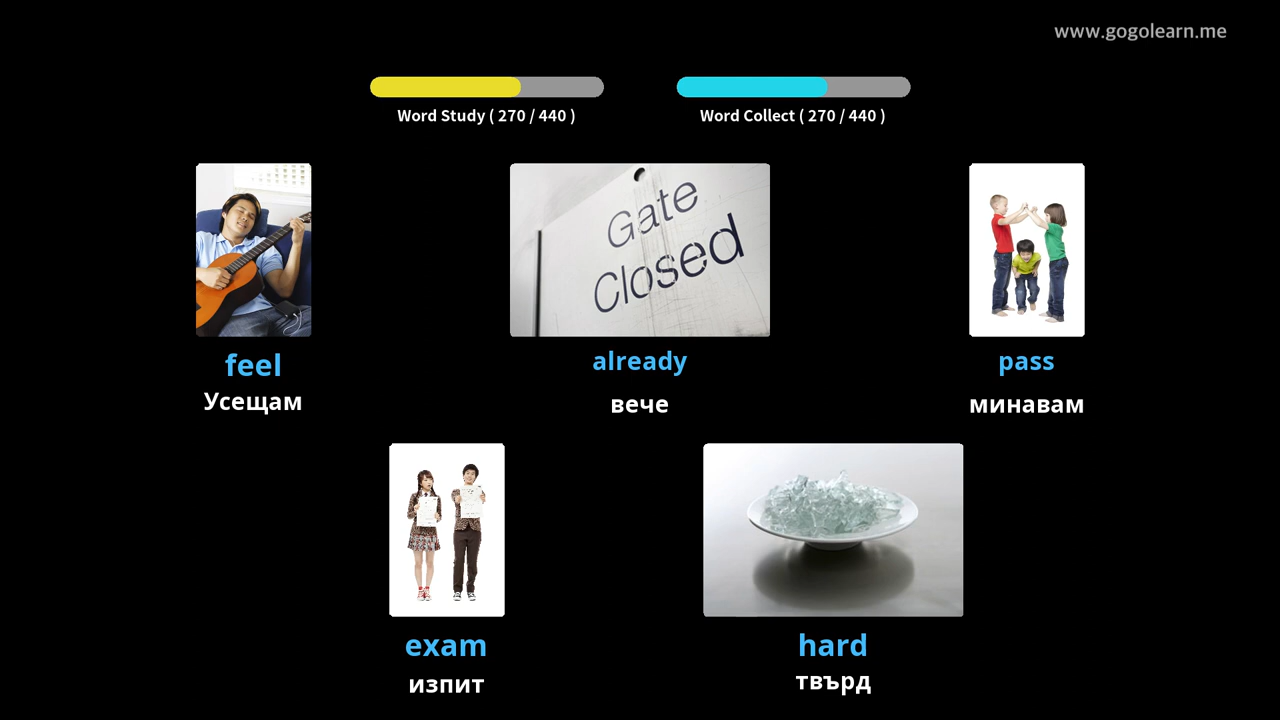 www.gogolearn.me
Word Study ( 270 / 440 )
Word Collect ( 270 / 440 )
Gate
Closed
feel
Усещам
already
вече
pass
минавам
exam
изпит
hard
твърд